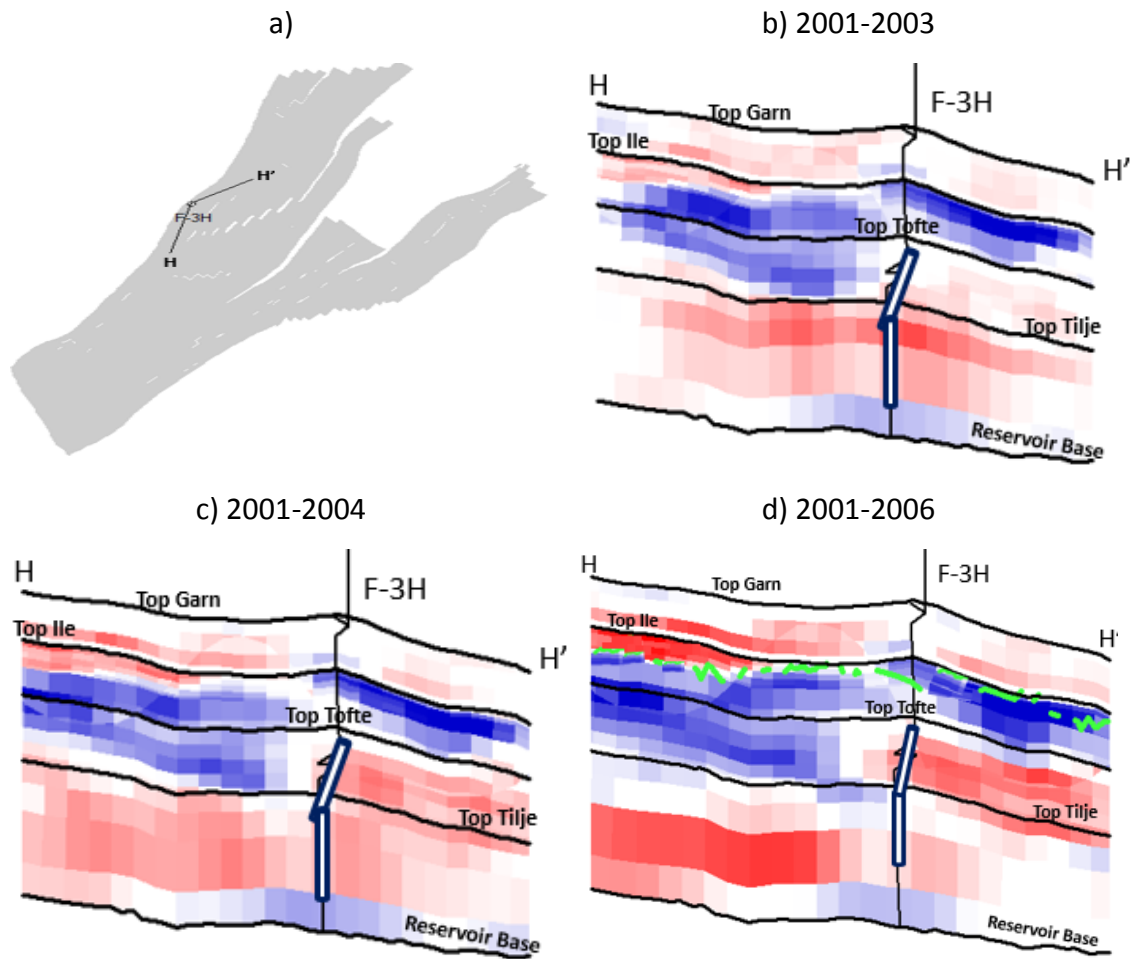 a)
H'
F-3H
H
b) 2001-2003
H
F-3H
Top Garn
Top Ile
H'
Top Tofte
Top Tilje
Reservoir Base
c) 2001-2004
H
F-3H
Top Garn
Top Ile
H'
Top Tofte
Top Tilje
Reservoir Base
d) 2001-2006
H
F-3H
Top Garn
Top Ile
H'
Top Tofte
Top Tilje
Reservoir Base